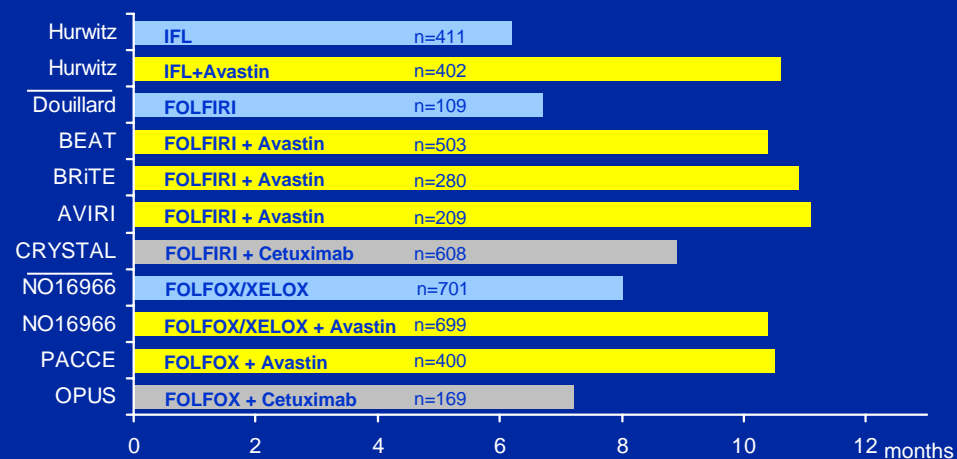 Hurwitz IFL n=411
Hurwitz IFL+Avastin n=402
Douillard FOLFIRI n=109
BEAT FOLFIRI + Avastin n=503
BRiTE FOLFIRI + Avastin n=280
AVIRI FOLFIRI + Avastin n=209
CRYSTAL FOLFIRI + Cetuximab n=608
NO16966 FOLFOX/XELOX n=701
NO16966 FOLFOX/XELOX + Avastin n=699
PACCE FOLFOX + Avastin n=400
OPUS FOLFOX + Cetuximab n=169
0 2 4 6 8 10 12 months